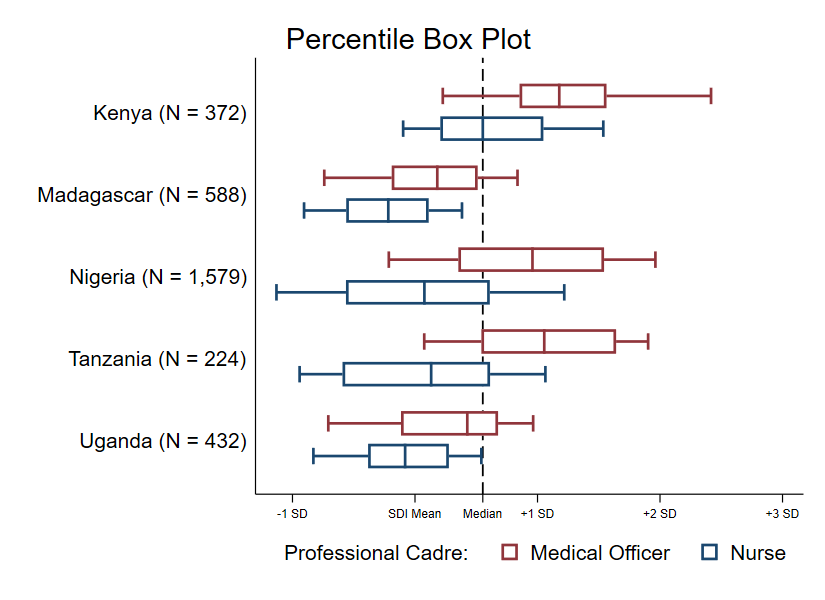 Percentile Box Plot
Kenya (N = 372)
Madagascar (N = 588)
Nigeria (N = 1,579)
Tanzania (N = 224)
Uganda (N = 432)
-1 SD SDI Mean Median +1 SD +2 SD +3 SD
Professional Cadre: Medical Officer Nurse